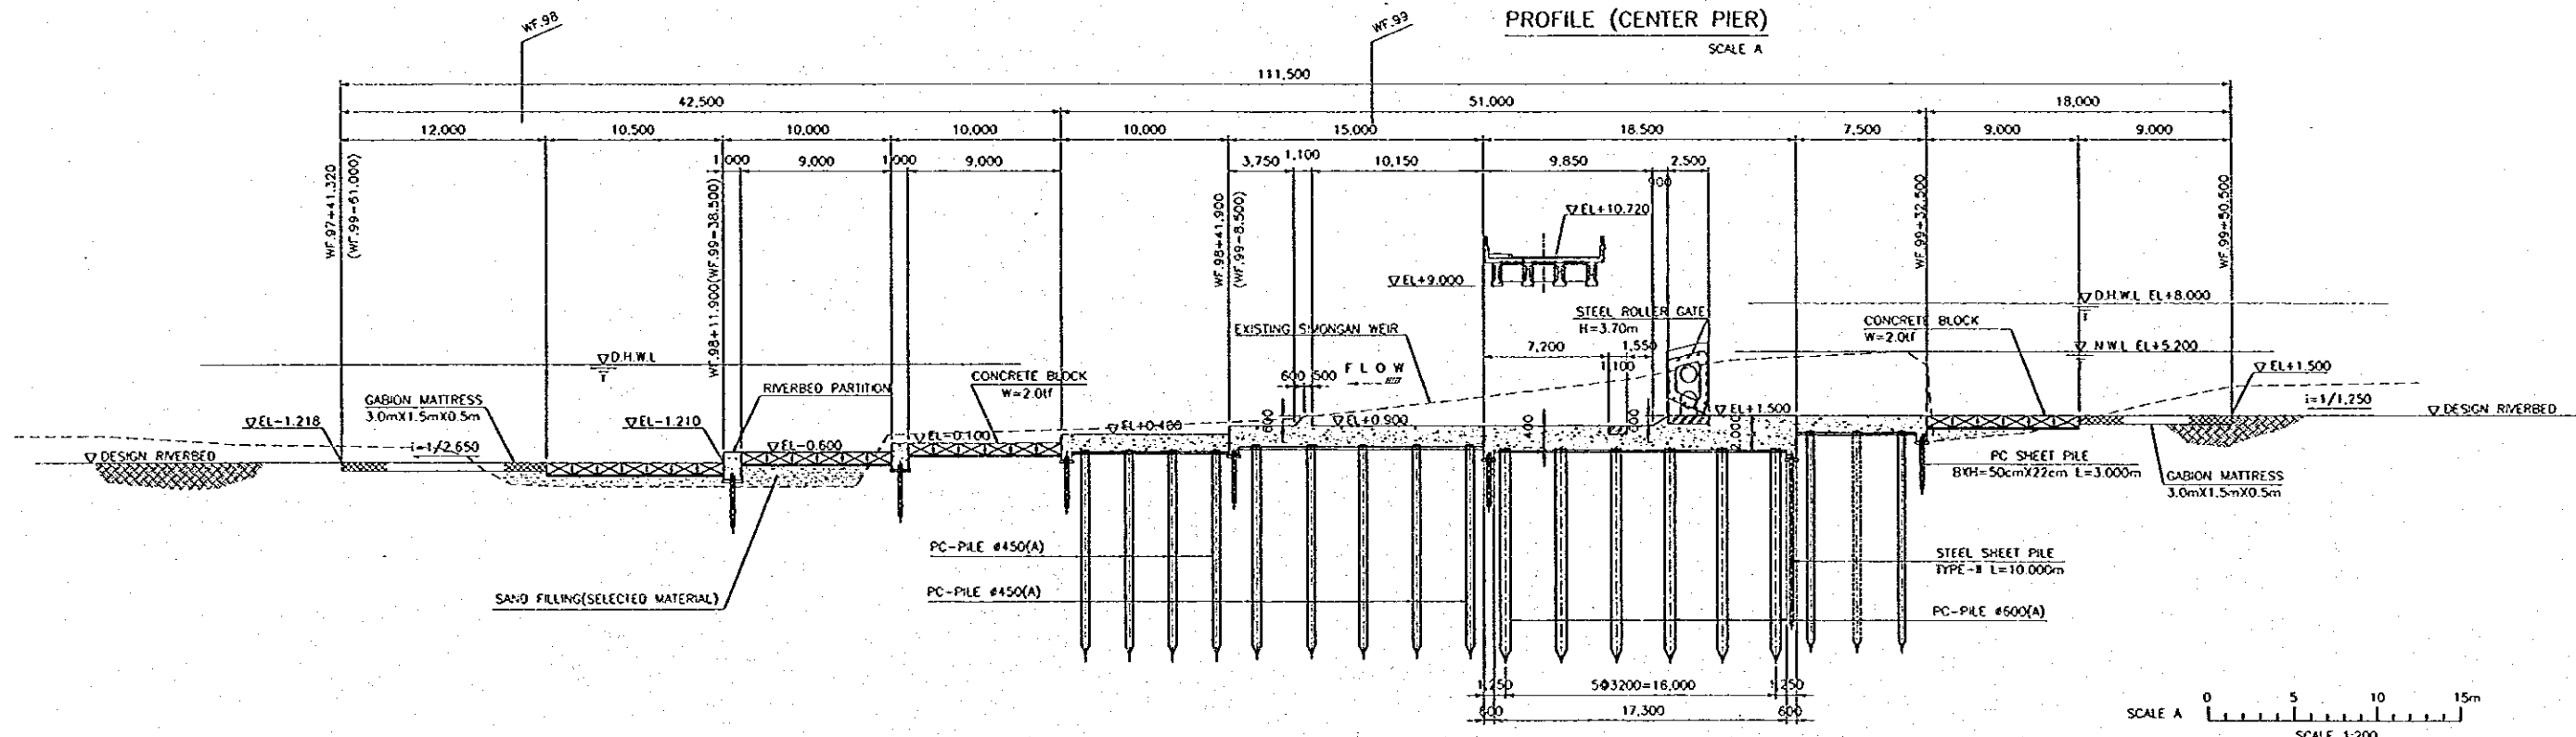 PROFILE (CENTER PIER)
SCALE A
WF.98
WF.99
111,500
42,500
51,000
18,000
12,000
10,500
10,000
10,000
10,000
15,000
18,500
7,500
9,000
9,000
1,000
9,000
1,000
9,000
3,750
1,100
10,150
9,850
2,500
900
WF.97+41.320
(WF.99-61.000)
WF.98+11.900(WF.99-38.500)
WF.98+41.900
(WF.99-8.500)
WF.99+32.500
WF.99+50.500
EL+10.720
EL+9.000
D.H.W.L EL+8.000
STEEL ROLLER GATE
H=3.70m
EXISTING SIMONGAN WEIR
CONCRETE BLOCK
W=2.0tf
N.W.L EL+5.200
D.H.W.L
7,200
1,550
1,100
FLOW
600
500
EL+1.500
RIVERBED PARTITION
CONCRETE BLOCK
W=2.0tf
GABION MATTRESS
3.0mX1.5mX0.5m
i=1/1,250
DESIGN RIVERBED
EL-1.218
EL-1.210
EL-0.600
EL-0.100
EL+0.400
EL+0.900
EL+1.500
600
400
600
2,000
i=1/2,650
DESIGN RIVERBED
PC SHEET PILE
BXH=50cmX22cm L=3.000m
GABION MATTRESS
3.0mX1.5mX0.5m
PC-PILE ø450(A)
PC-PILE ø450(A)
SAND FILLING(SELECTED MATERIAL)
STEEL SHEET PILE
L=10.000m
PC-PILE ø600(A)
1,250
5@3200=16,000
1,250
600
17,300
600
SCALE A
0 5 10 15m
SCALE 1:200